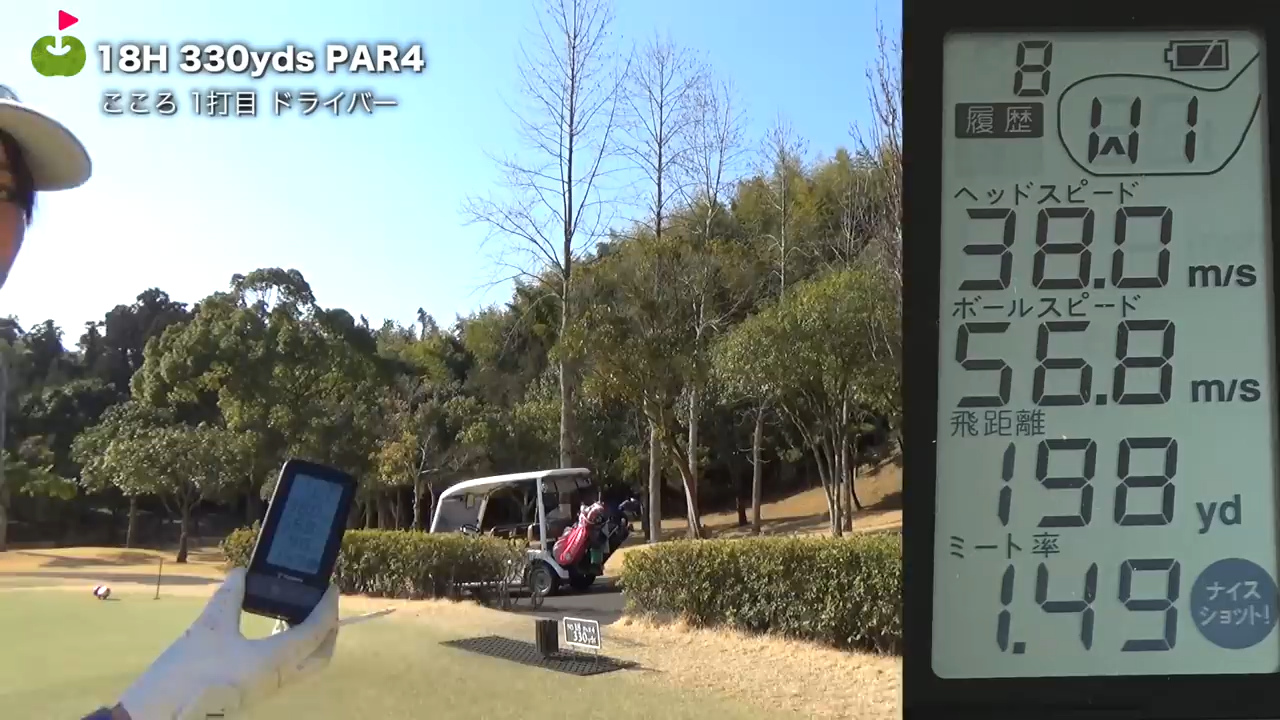 18H 330yds PAR4
こころ 1打目 ドライバー
330yds
8
履歴
W1
ヘッドスピード
38.0 m/s
ボールスピード
56.8 m/s
飛距離
198 yd
ミート率
1.49
ナイス
ショット!